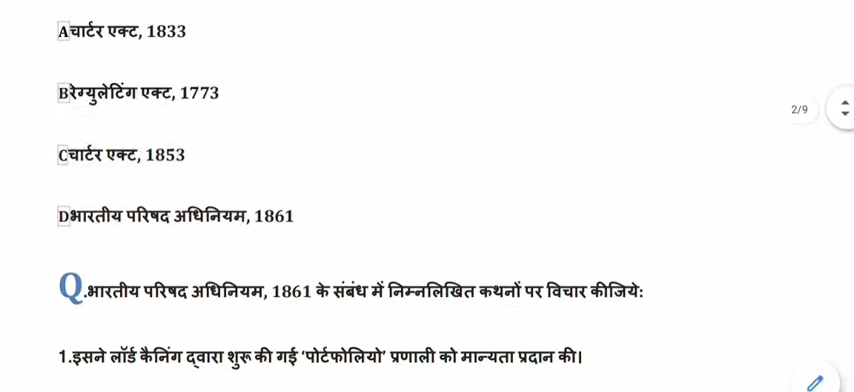 Aचार्टर एक्ट, 1833
Bरेग्युलेटिंग एक्ट, 1773
2/9
Cचार्टर एक्ट, 1853
Dभारतीय परिषद अधिनियम, 1861
Q.भारतीय परिषद अधिनियम, 1861 के संबंध में निम्नलिखित कथनों पर विचार कीजिये:
1.इसने लॉर्ड कैनिंग द्वारा शुरू की गई ‘पोर्टफोलियो’ प्रणाली को मान्यता प्रदान की।